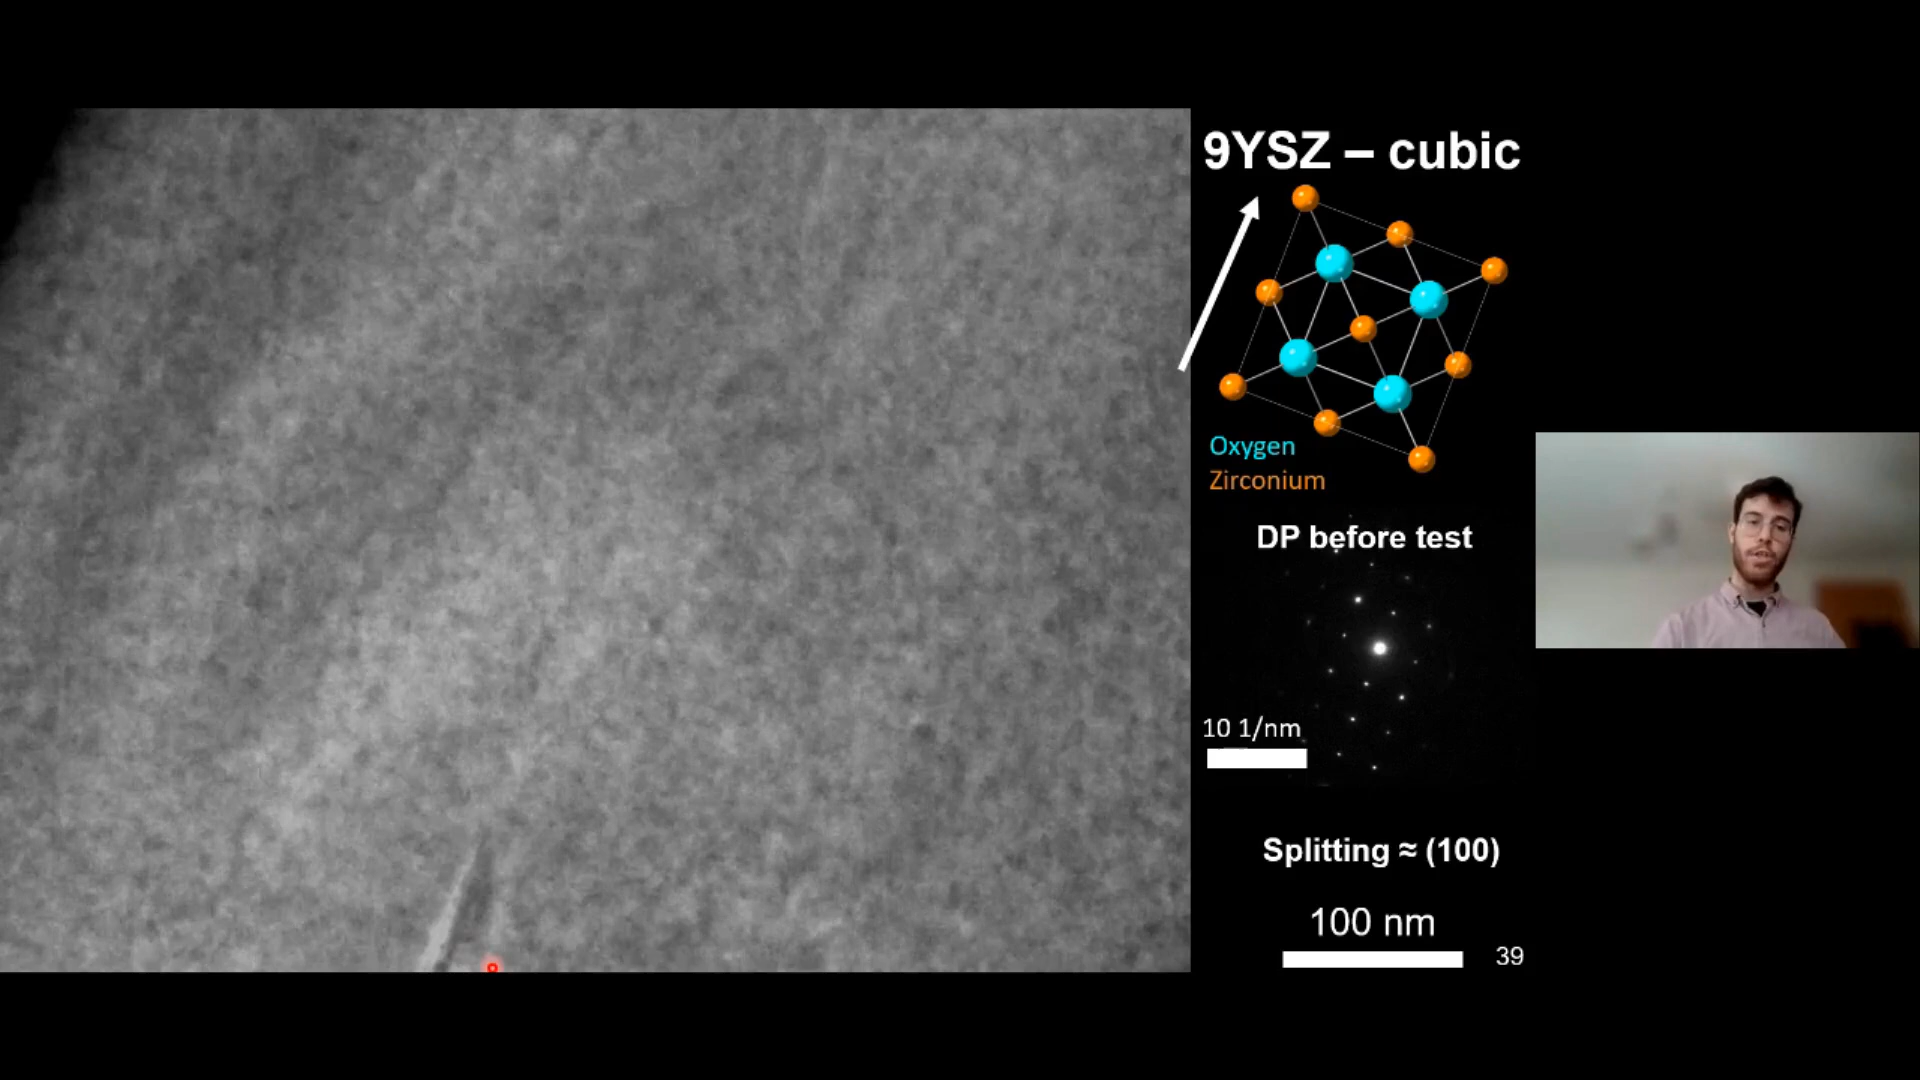 9YSZ – cubic
Oxygen
Zirconium
DP before test
10 1/nm
Splitting ≈ (100)
100 nm
39